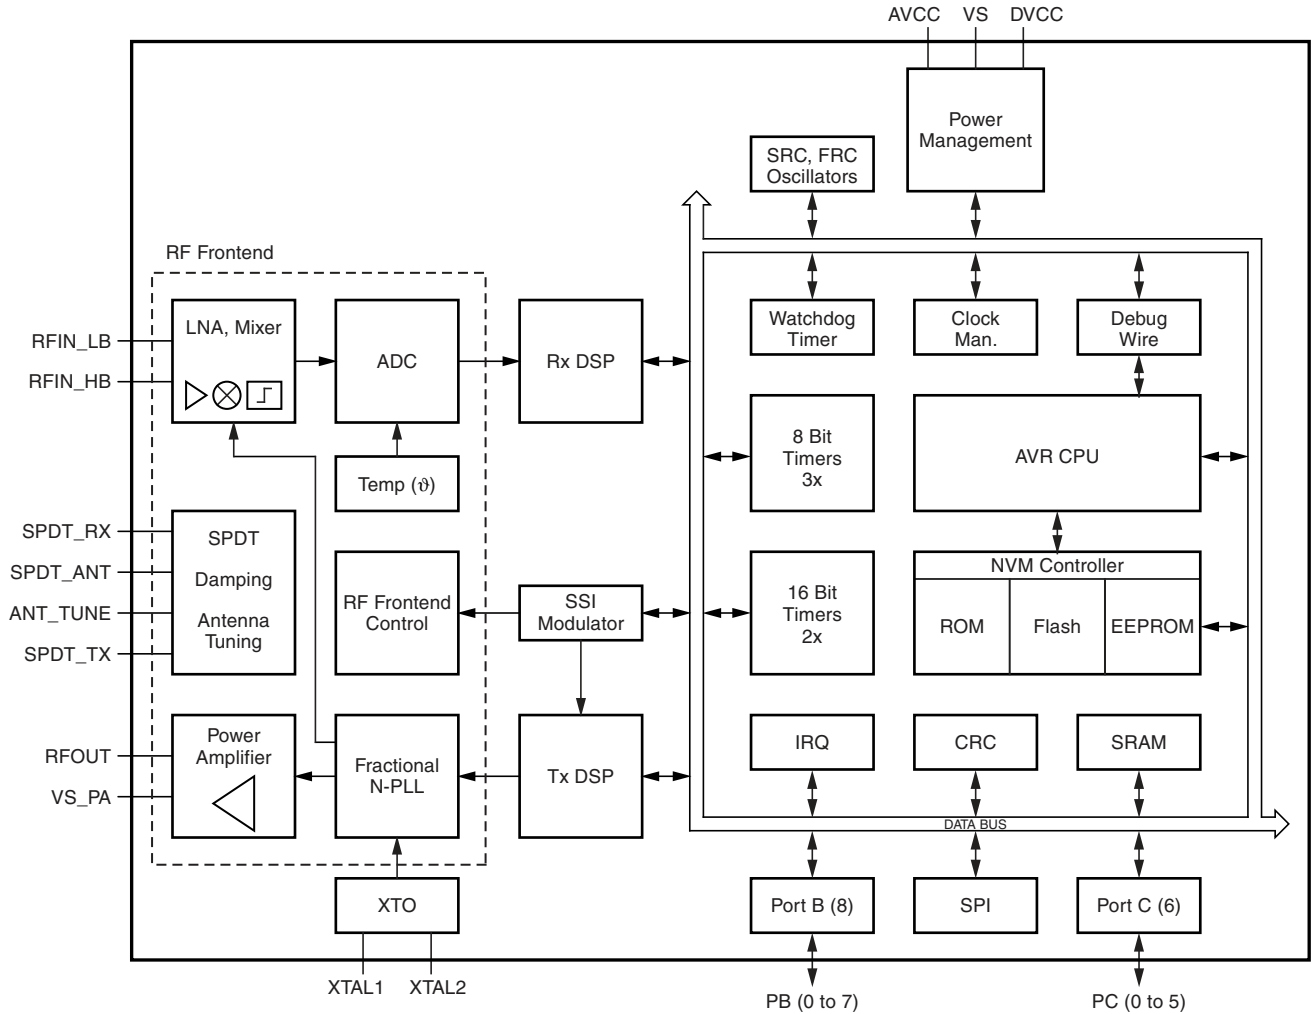 AVCC VS DVCC
Power
Management
SRC, FRC
Oscillators
RF Frontend
LNA, Mixer
ADC
Rx DSP
RFIN_LB
RFIN_HB
Temp (ϑ)
Watchdog
Timer
Clock
Man.
Debug
Wire
8 Bit
Timers
3x
AVR CPU
SPDT_RX
SPDT_ANT
ANT_TUNE
SPDT_TX
SPDT
Damping
Antenna
Tuning
RF Frontend
Control
SSI
Modulator
16 Bit
Timers
2x
NVM Controller
ROM
Flash
EEPROM
RFOUT
VS_PA
Power
Amplifier
Fractional
N-PLL
Tx DSP
IRQ
CRC
SRAM
DATA BUS
XTO
Port B (8)
SPI
Port C (6)
XTAL1 XTAL2
PB (0 to 7)
PC (0 to 5)